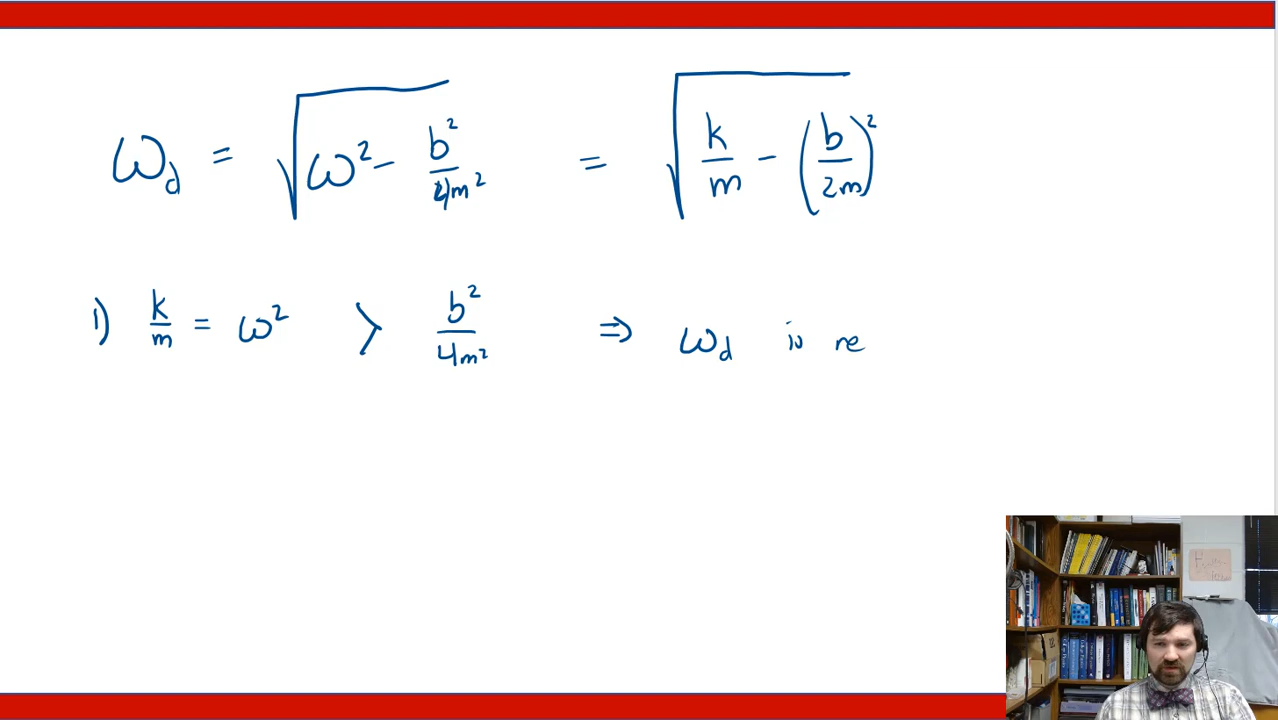 ω_d = √(ω² - b²/4m²) = √(k/m - (b/2m)²)
1) k/m = ω² > b²/4m² ⇒ ω_d is re